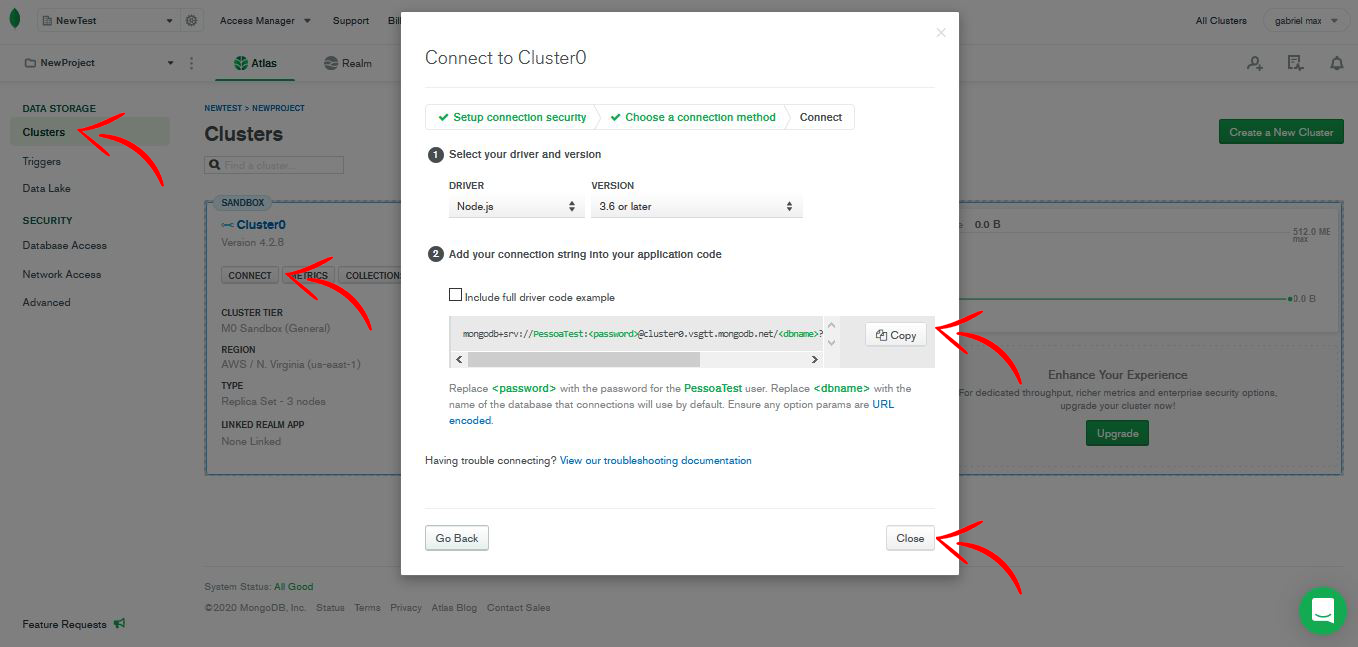 NewTest
Access Manager
Support
Bil
All Clusters
gabriel max
NewProject
Atlas
Realm
DATA STORAGE
Clusters
Triggers
Data Lake
SECURITY
Database Access
Network Access
Advanced
Feature Requests
NEWTEST > NEWPROJECT
Clusters
Find a cluster...
Create a New Cluster
SANDBOX
Cluster0
Version 4.2.8
CONNECT
METRICS
COLLECTIONS
CLUSTER TIER
M0 Sandbox (General)
REGION
AWS / N. Virginia (us-east-1)
TYPE
Replica Set - 3 nodes
LINKED REALM APP
None Linked
Connect to Cluster0
Setup connection security
Choose a connection method
Connect
1 Select your driver and version
DRIVER
VERSION
Node.js
3.6 or later
2 Add your connection string into your application code
Include full driver code example
mongodb+srv://PessoaTest:<password>@cluster0.vsgtt.mongodb.net/<dbname>?
Copy
Replace <password> with the password for the PessoaTest user. Replace <dbname> with the
name of the database that connections will use by default. Ensure any option params are URL
encoded.
Having trouble connecting? View our troubleshooting documentation
Go Back
Close
0.0 B
512.0 MB
max
0.0 B
Enhance Your Experience
For dedicated throughput, richer metrics and enterprise security options,
upgrade your cluster now!
Upgrade
System Status: All Good
©2020 MongoDB, Inc. Status Terms Privacy Atlas Blog Contact Sales